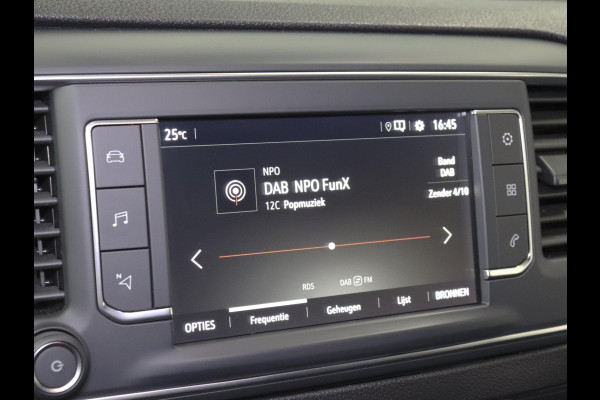 25°C
16:45
NPO
DAB NPO FunX
12C Popmuziek
Band
DAB
Zender 4/10
N
RDS
DAB FM
OPTIES
Frequentie
Geheugen
Lijst
BRONNEN